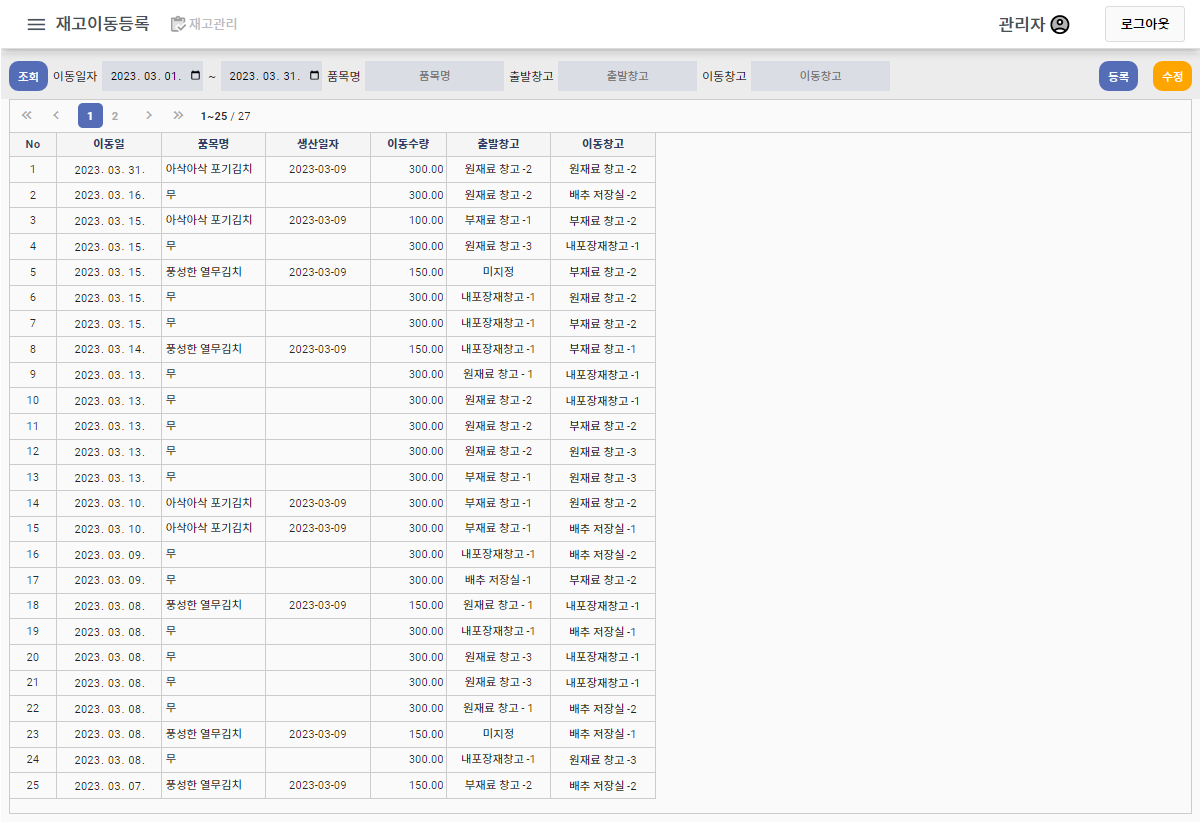 재고이동등록 재고관리 관리자 로그아웃
조회 이동일자 2023. 03. 01. ~ 2023. 03. 31. 품목명 품목명 출발창고 출발창고 이동창고 이동창고 등록 수정
1 2 1~25 / 27
No 이동일 품목명 생산일자 이동수량 출발창고 이동창고
1 2023. 03. 31. 아삭아삭 포기김치 2023-03-09 300.00 원재료 창고-2 원재료 창고-2
2 2023. 03. 16. 무 300.00 원재료 창고-2 배추 저장실-2
3 2023. 03. 15. 아삭아삭 포기김치 2023-03-09 100.00 부재료 창고-1 부재료 창고-2
4 2023. 03. 15. 무 300.00 원재료 창고-3 내포장재창고-1
5 2023. 03. 15. 풍성한 열무김치 2023-03-09 150.00 미지정 부재료 창고-2
6 2023. 03. 15. 무 300.00 내포장재창고-1 원재료 창고-2
7 2023. 03. 15. 무 300.00 내포장재창고-1 부재료 창고-2
8 2023. 03. 14. 풍성한 열무김치 2023-03-09 150.00 내포장재창고-1 부재료 창고-1
9 2023. 03. 13. 무 300.00 원재료 창고- 1 내포장재창고-1
10 2023. 03. 13. 무 300.00 원재료 창고-2 내포장재창고-1
11 2023. 03. 13. 무 300.00 원재료 창고-2 부재료 창고-2
12 2023. 03. 13. 무 300.00 원재료 창고-2 원재료 창고-3
13 2023. 03. 13. 무 300.00 부재료 창고-1 원재료 창고-3
14 2023. 03. 10. 아삭아삭 포기김치 2023-03-09 300.00 부재료 창고-1 원재료 창고-2
15 2023. 03. 10. 아삭아삭 포기김치 2023-03-09 300.00 부재료 창고-1 배추 저장실-1
16 2023. 03. 09. 무 300.00 내포장재창고-1 배추 저장실-2
17 2023. 03. 09. 무 300.00 배추 저장실-1 부재료 창고-2
18 2023. 03. 08. 풍성한 열무김치 2023-03-09 150.00 원재료 창고- 1 내포장재창고-1
19 2023. 03. 08. 무 300.00 내포장재창고-1 배추 저장실-1
20 2023. 03. 08. 무 300.00 원재료 창고-3 내포장재창고-1
21 2023. 03. 08. 무 300.00 원재료 창고-3 내포장재창고-1
22 2023. 03. 08. 무 300.00 원재료 창고- 1 배추 저장실-2
23 2023. 03. 08. 풍성한 열무김치 2023-03-09 150.00 미지정 배추 저장실-1
24 2023. 03. 08. 무 300.00 내포장재창고-1 원재료 창고-3
25 2023. 03. 07. 풍성한 열무김치 2023-03-09 150.00 부재료 창고-2 배추 저장실-2